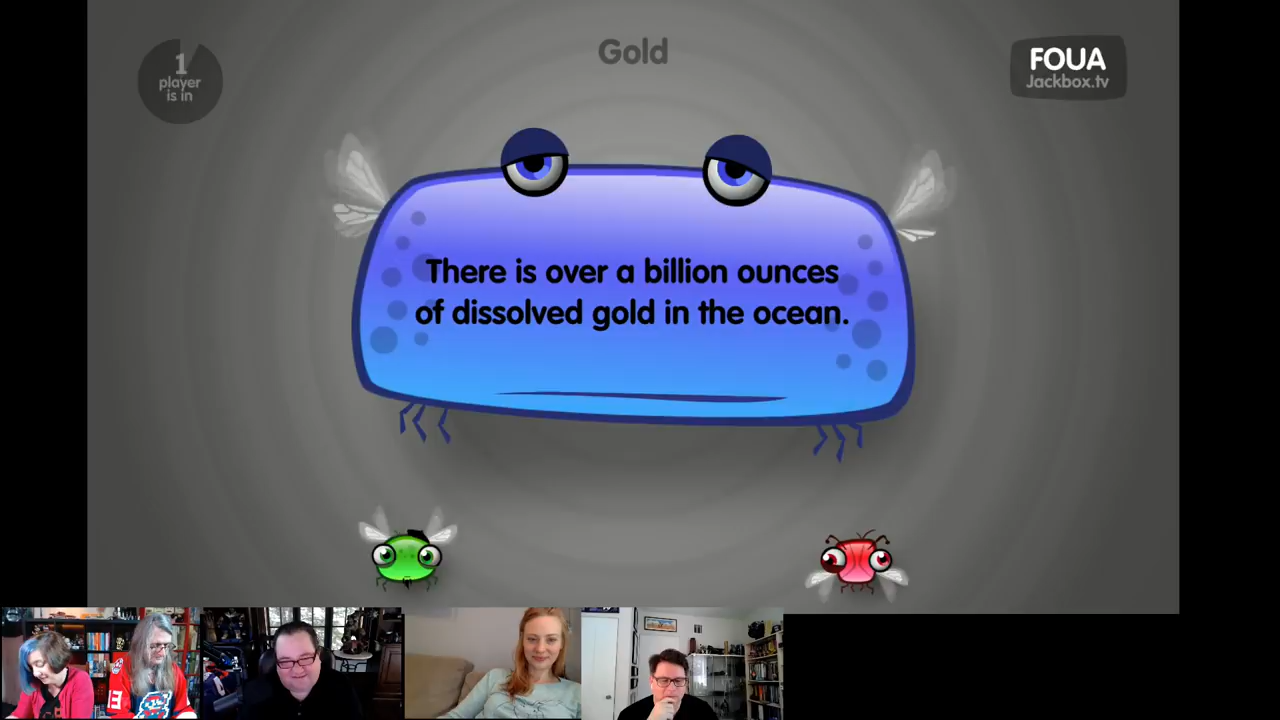 1
player
is in
Gold
FOUA
Jackbox.tv
There is over a billion ounces
of dissolved gold in the ocean.